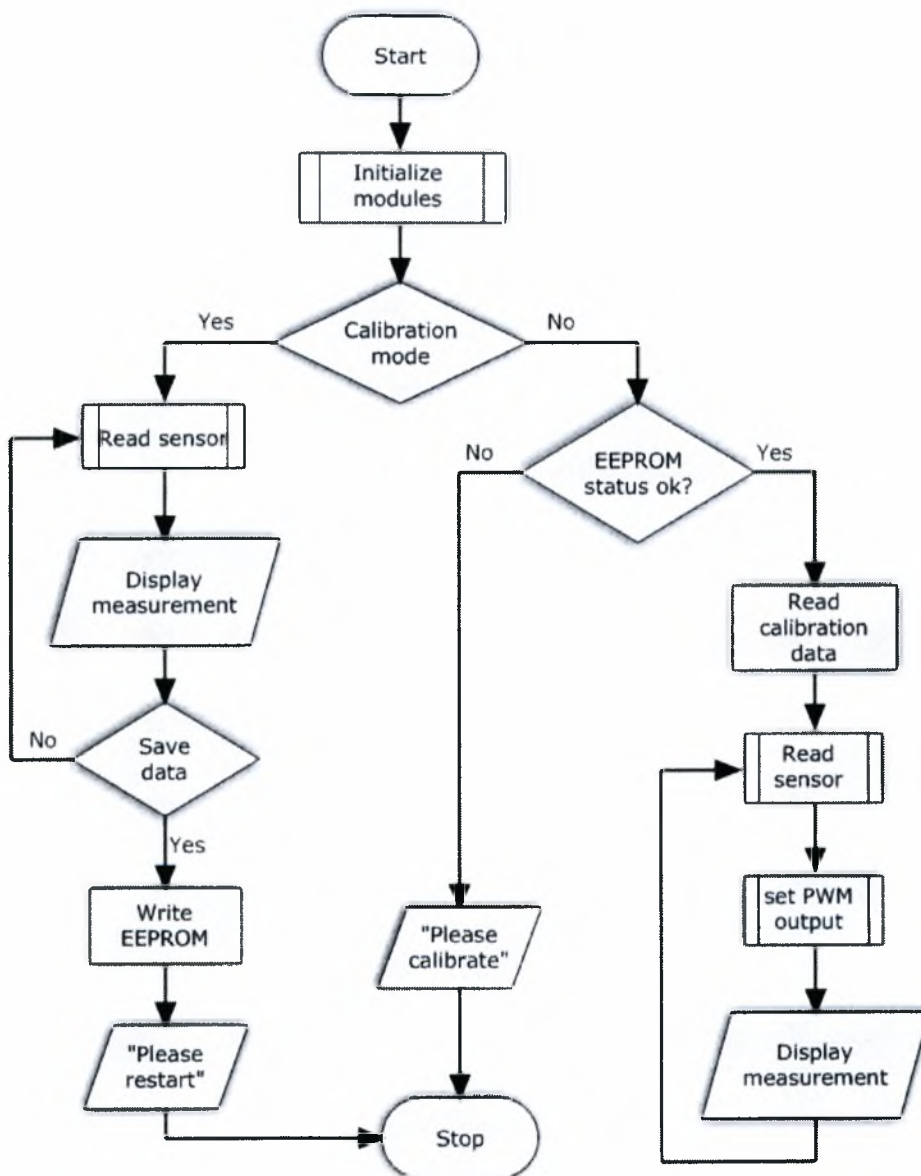 Start
Initialize
modules
Yes
Calibration
mode
No
Read sensor
No
EEPROM
status ok?
Yes
Display
measurement
Read
calibration
data
No
Save
data
Read
sensor
Yes
Write
EEPROM
"Please
calibrate"
set PWM
output
"Please
restart"
Display
measurement
Stop